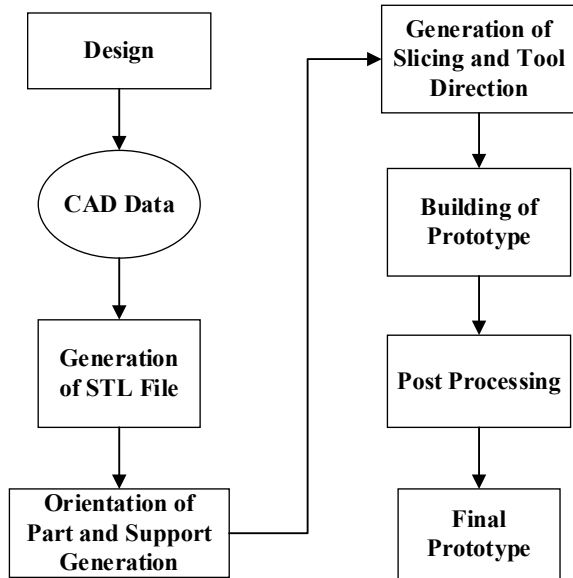 Design
CAD Data
Generation
of STL File
Orientation of
Part and Support
Generation
Generation of
Slicing and Tool
Direction
Building of
Prototype
Post Processing
Final
Prototype